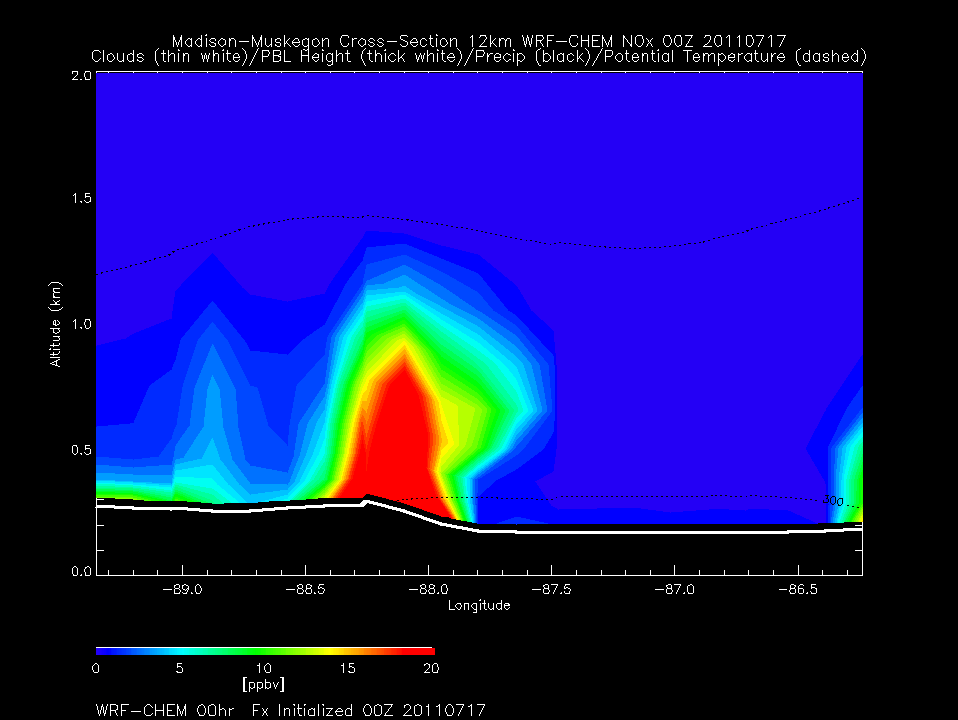 Madison-Muskegon Cross-Section 12km WRF-CHEM NOx 00Z 20110717
Clouds (thin white)/PBL Height (thick white)/Precip (black)/Potential Temperature (dashed)
2.0
1.5
1.0
0.5
0.0
Altitude (km)
300
-89.0 -88.5 -88.0 -87.5 -87.0 -86.5
Longitude
0 5 10 15 20
[ppbv]
WRF-CHEM 00hr Fx Initialized 00Z 20110717